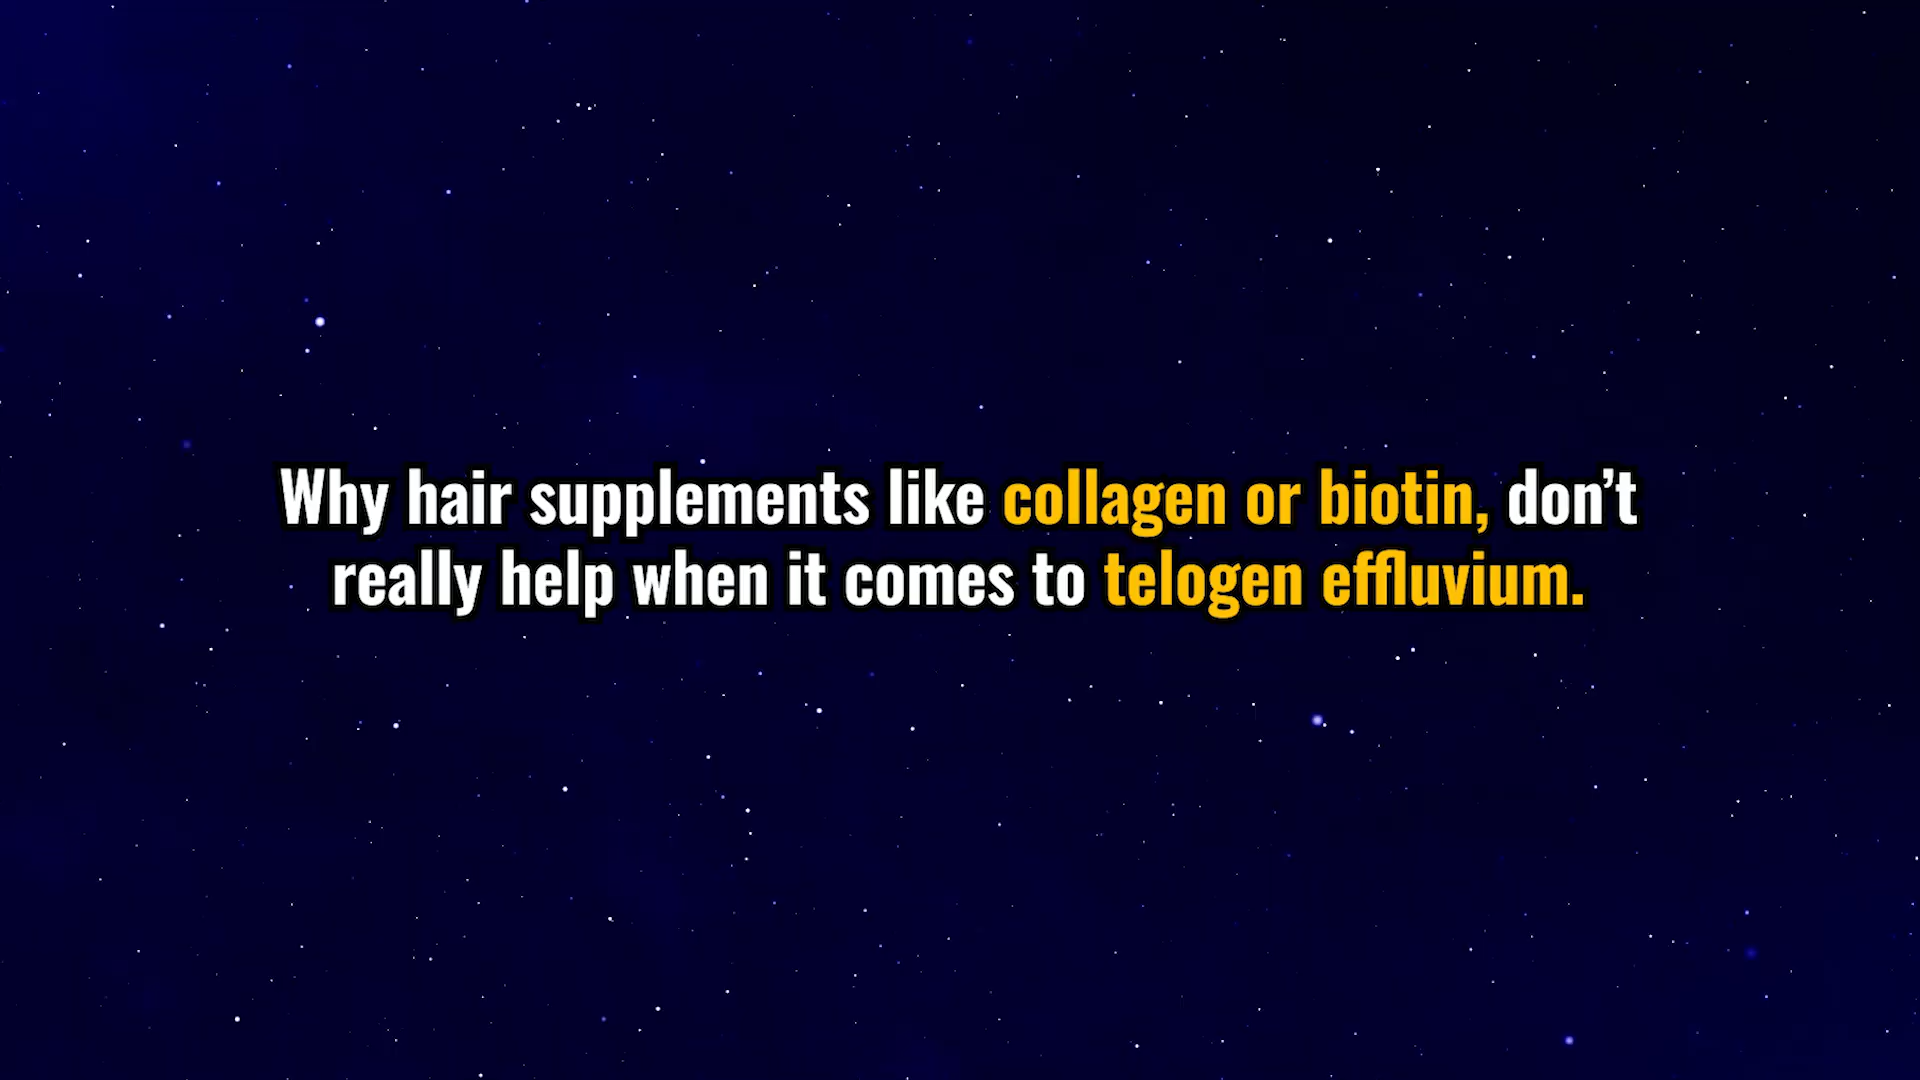 Why hair supplements like collagen or biotin, don’t
really help when it comes to telogen effluvium.